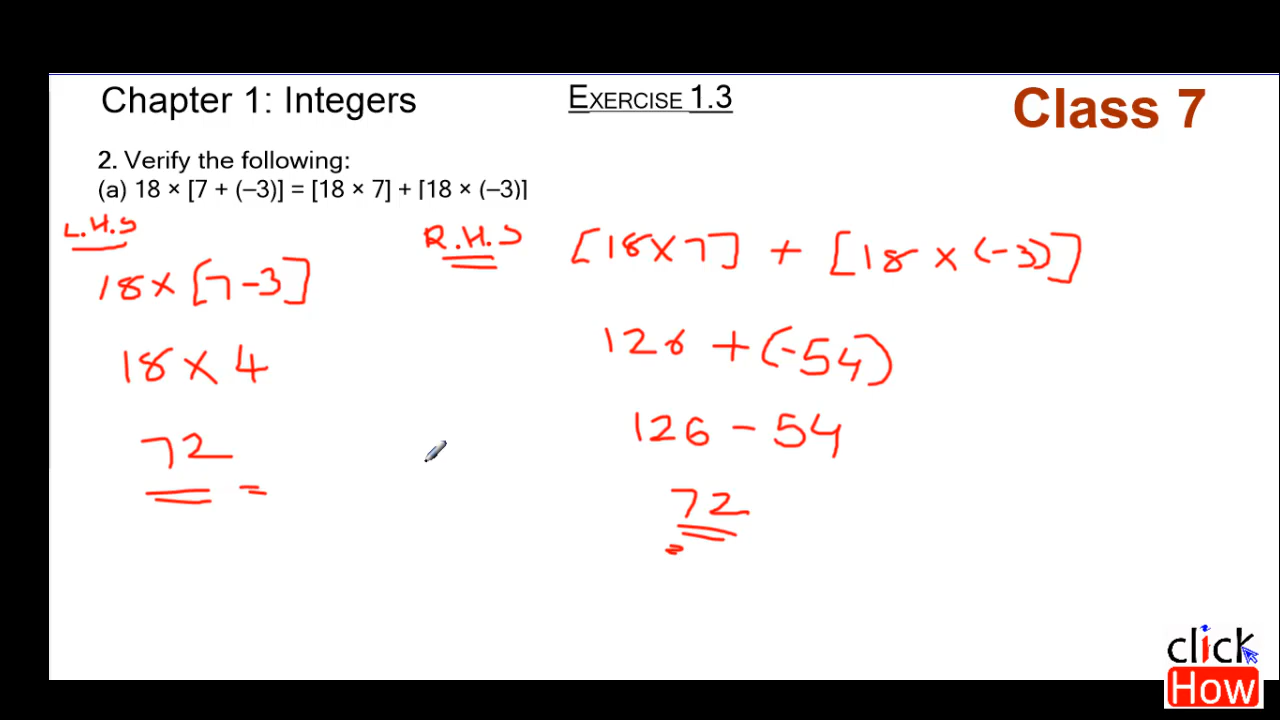 Chapter 1: Integers
EXERCISE 1.3
Class 7
2. Verify the following:
(a) 18 × [7 + (–3)] = [18 × 7] + [18 × (–3)]
L.H.S
18 × [7 - 3]
18 × 4
72
=
R.H.S
[18 × 7] + [18 × (-3)]
126 + (-54)
126 - 54
72
=
click
How